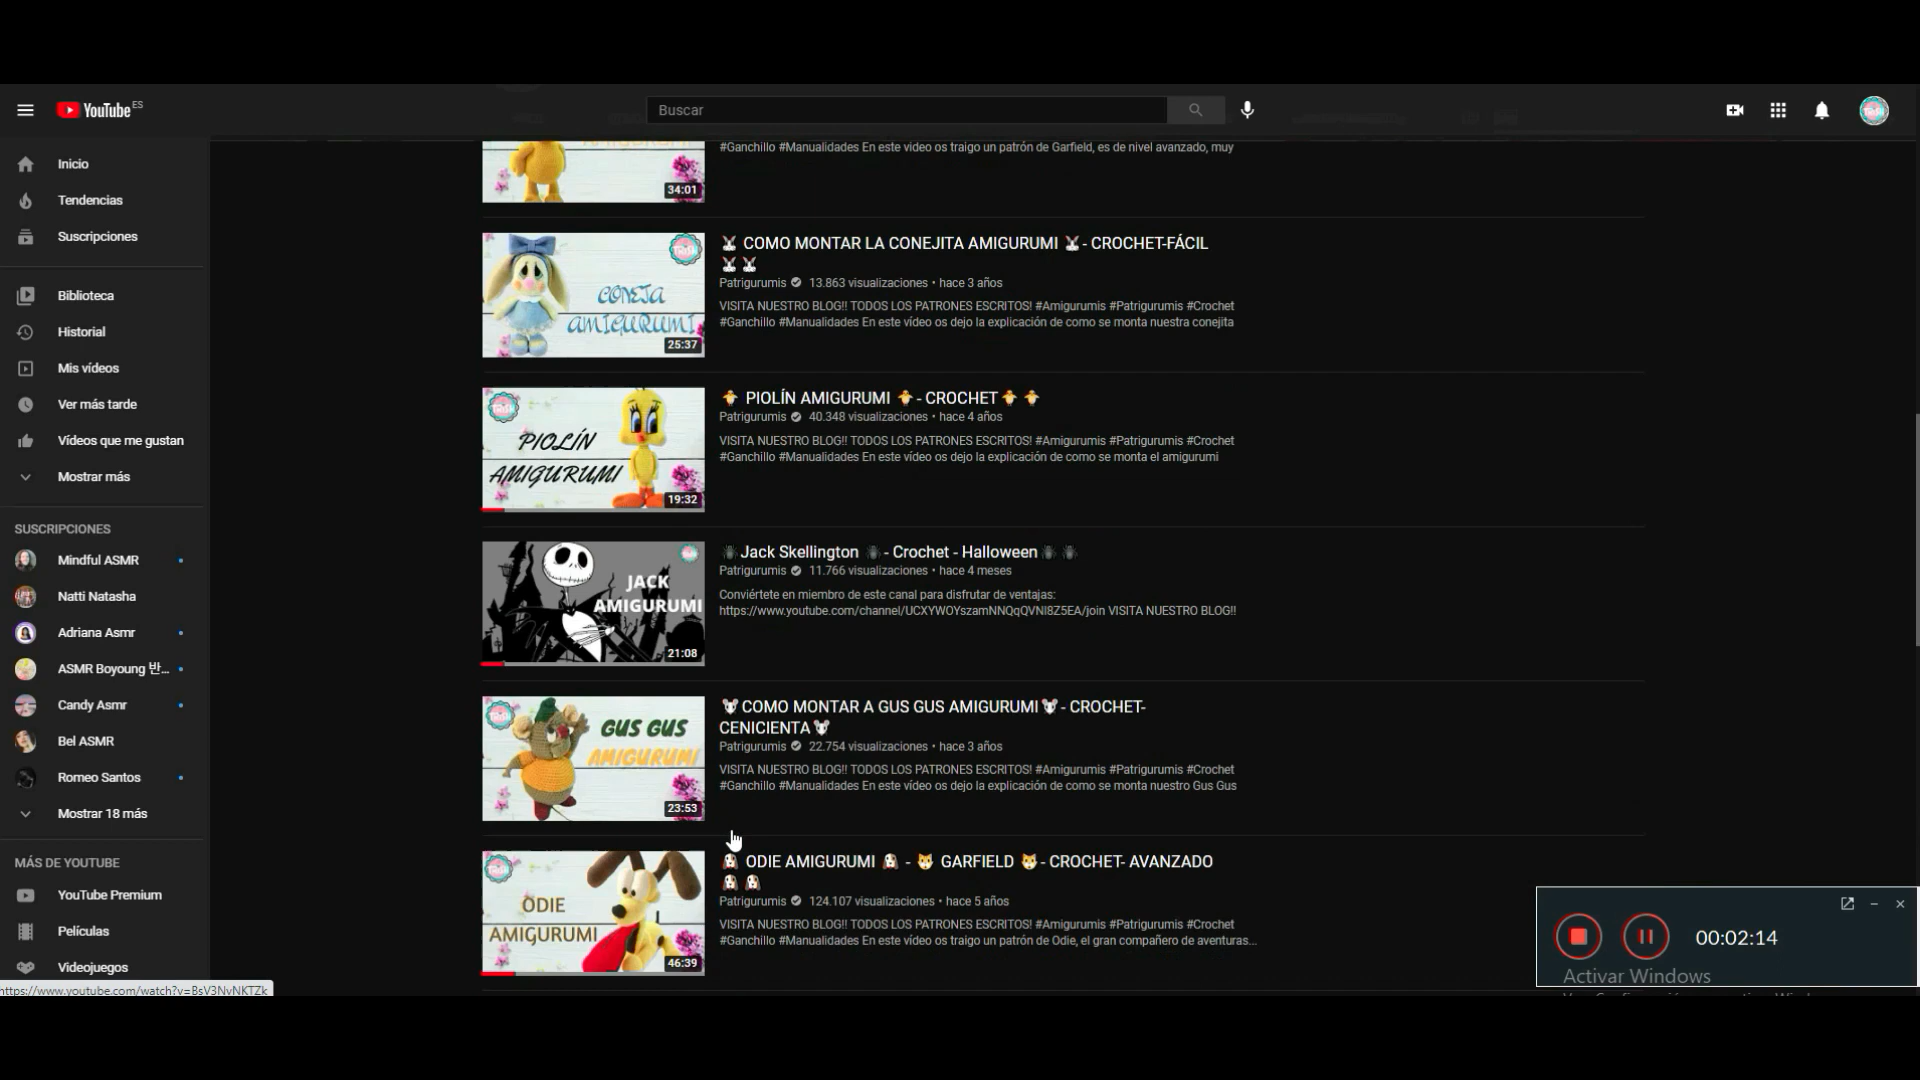 YouTube ES
Buscar
Inicio
Tendencias
Suscripciones
Biblioteca
Historial
Mis vídeos
Ver más tarde
Vídeos que me gustan
Mostrar más
SUSCRIPCIONES
Mindful ASMR
Natti Natasha
Adriana Asmr
ASMR Boyoung 반...
Candy Asmr
Bel ASMR
Romeo Santos
Mostrar 18 más
MÁS DE YOUTUBE
YouTube Premium
Películas
Videojuegos
https://www.youtube.com/watch?v=BsV3NvNKTZk
34:01
#Ganchillo #Manualidades En este video os traigo un patrón de Garfield, es de nivel avanzado, muy
CONEJA
AMIGURUMI
25:37
COMO MONTAR LA CONEJITA AMIGURUMI - CROCHET-FÁCIL
Patrigurumis 13.863 visualizaciones • hace 3 años
VISITA NUESTRO BLOG!! TODOS LOS PATRONES ESCRITOS! #Amigurumis #Patrigurumis #Crochet
#Ganchillo #Manualidades En este vídeo os dejo la explicación de como se monta nuestra conejita
PIOLÍN
AMIGURUMI
19:32
PIOLÍN AMIGURUMI - CROCHET
Patrigurumis 40.348 visualizaciones • hace 4 años
VISITA NUESTRO BLOG!! TODOS LOS PATRONES ESCRITOS! #Amigurumis #Patrigurumis #Crochet
#Ganchillo #Manualidades En este vídeo os dejo la explicación de como se monta el amigurumi
JACK
AMIGURUMI
21:08
Jack Skellington - Crochet - Halloween
Patrigurumis 11.766 visualizaciones • hace 4 meses
Conviértete en miembro de este canal para disfrutar de ventajas:
https://www.youtube.com/channel/UCXYWOYszamNNQqQVNI8Z5EA/join VISITA NUESTRO BLOG!!
GUS GUS
AMIGURUMI
23:53
COMO MONTAR A GUS GUS AMIGURUMI - CROCHET-
CENICIENTA
Patrigurumis 22.754 visualizaciones • hace 3 años
VISITA NUESTRO BLOG!! TODOS LOS PATRONES ESCRITOS! #Amigurumis #Patrigurumis #Crochet
#Ganchillo #Manualidades En este vídeo os dejo la explicación de como se monta nuestro Gus Gus
ODIE
AMIGURUMI
46:39
ODIE AMIGURUMI - GARFIELD - CROCHET- AVANZADO
Patrigurumis 124.107 visualizaciones • hace 5 años
VISITA NUESTRO BLOG!! TODOS LOS PATRONES ESCRITOS! #Amigurumis #Patrigurumis #Crochet
#Ganchillo #Manualidades En este vídeo os traigo un patrón de Odie, el gran compañero de aventuras...
00:02:14
Activar Windows